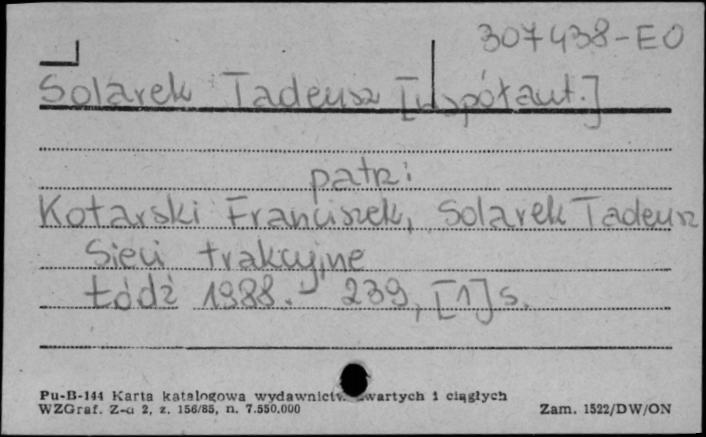 307438-EO
Solarek Tadeusz [współaut.]
patrz:
Kotarski Franciszek, Solarek Tadeusz
Sieci trakcyjne
Łódź 1988. - 239, [1] s.
Pu-B-144 Karta katalogowa wydawnictw zwartych i ciągłych
WZGraf. Z-a 2, z. 156/85, n. 7.550.000
Zam. 1522/DW/ON